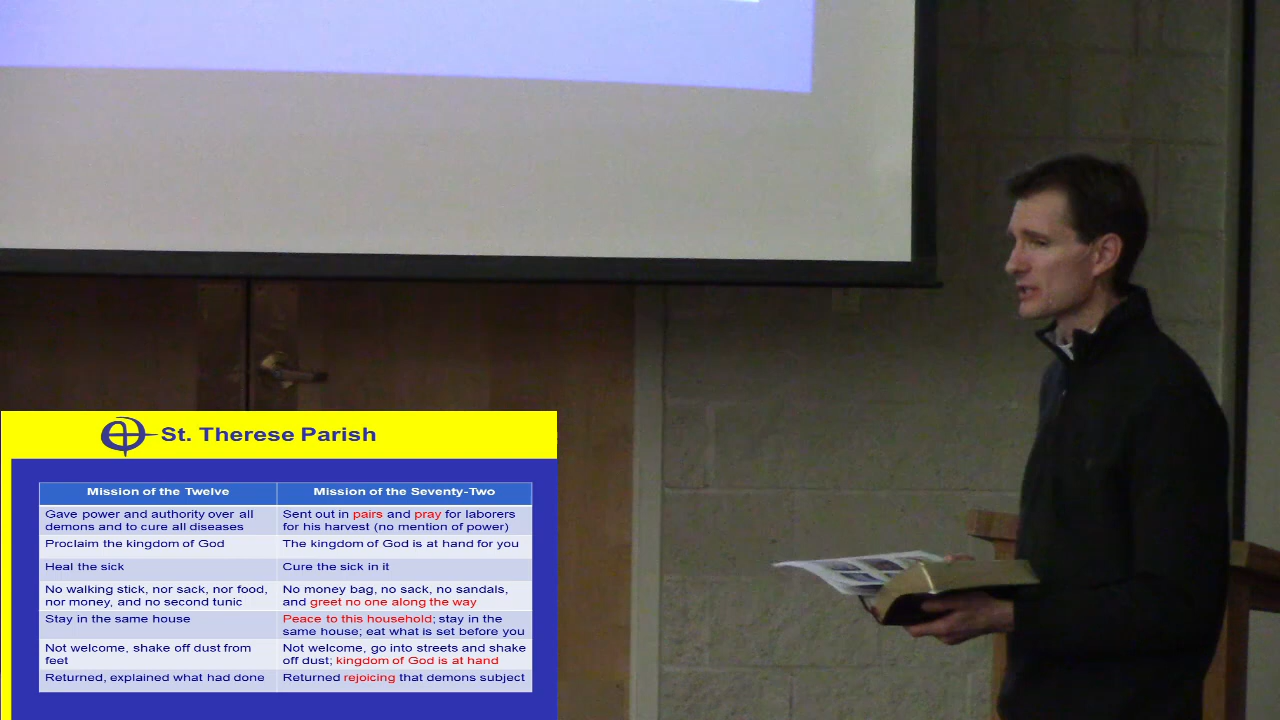 St. Therese Parish
Mission of the Twelve
Mission of the Seventy-Two
Gave power and authority over all
demons and to cure all diseases
Sent out in pairs and pray for laborers
for his harvest (no mention of power)
Proclaim the kingdom of God
The kingdom of God is at hand for you
Heal the sick
Cure the sick in it
No walking stick, nor sack, nor food,
nor money, and no second tunic
No money bag, no sack, no sandals,
and greet no one along the way
Stay in the same house
Peace to this household; stay in the
same house; eat what is set before you
Not welcome, shake off dust from
feet
Not welcome, go into streets and shake
off dust; kingdom of God is at hand
Returned, explained what had done
Returned rejoicing that demons subject